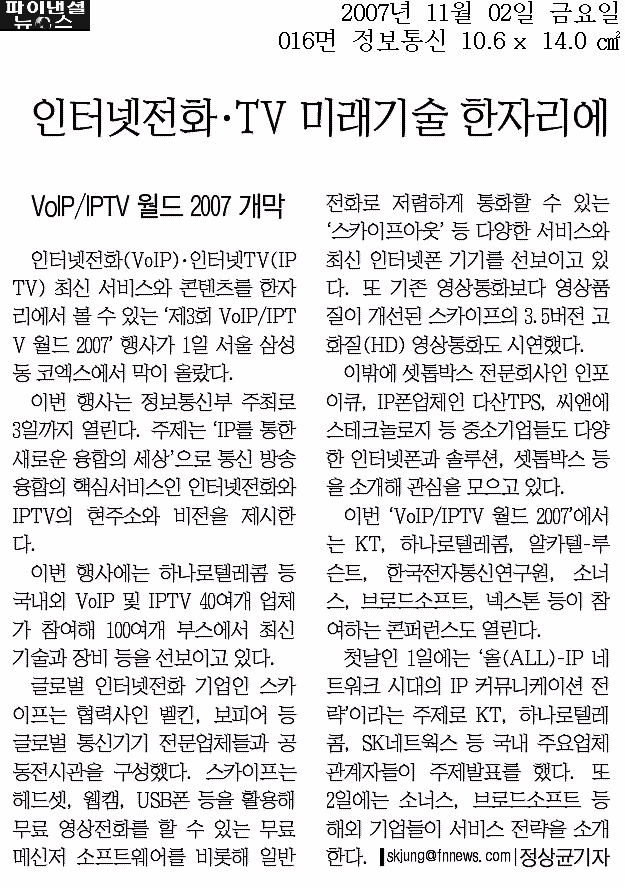 파이낸셜
뉴스
2007년 11월 02일 금요일
016면 정보통신 10.6 x 14.0 ㎠
인터넷전화·TV 미래기술 한자리에
VoIP/IPTV 월드 2007 개막
인터넷전화(VoIP)·인터넷TV(IP
TV) 최신 서비스와 콘텐츠를 한자
리에서 볼 수 있는 '제3회 VoIP/IPT
V 월드 2007' 행사가 1일 서울 삼성
동 코엑스에서 막이 올랐다.
이번 행사는 정보통신부 주최로
3일까지 열린다. 주제는 'IP를 통한
새로운 융합의 세상'으로 통신 방송
융합의 핵심서비스인 인터넷전화와
IPTV의 현주소와 비전을 제시한
다.
이번 행사에는 하나로텔레콤 등
국내외 VoIP 및 IPTV 40여개 업체
가 참여해 100여개 부스에서 최신
기술과 장비 등을 선보이고 있다.
글로벌 인터넷전화 기업인 스카
이프는 협력사인 벨킨, 보피어 등
글로벌 통신기기 전문업체들과 공
동전시관을 구성했다. 스카이프는
헤드셋, 웹캠, USB폰 등을 활용해
무료 영상전화를 할 수 있는 무료
메신저 소프트웨어를 비롯해 일반
전화로 저렴하게 통화할 수 있는
'스카이프아웃' 등 다양한 서비스와
최신 인터넷폰 기기를 선보이고 있
다. 또 기존 영상통화보다 영상품
질이 개선된 스카이프의 3.5버전 고
화질(HD) 영상통화도 시연했다.
이밖에 셋톱박스 전문회사인 인포
이큐, IP폰업체인 다산TPS, 씨앤에
스테크놀로지 등 중소기업들도 다양
한 인터넷폰과 솔루션, 셋톱박스 등
을 소개해 관심을 모으고 있다.
이번 'VoIP/IPTV 월드 2007'에서
는 KT, 하나로텔레콤, 알카텔-루
슨트, 한국전자통신연구원, 소너
스, 브로드소프트, 넥스톤 등이 참
여하는 콘퍼런스도 열린다.
첫날인 1일에는 '올(ALL)-IP 네
트워크 시대의 IP 커뮤니케이션 전
략'이라는 주제로 KT, 하나로텔레
콤, SK네트웍스 등 국내 주요업체
관계자들이 주제발표를 했다. 또
2일에는 소너스, 브로드소프트 등
해외 기업들이 서비스 전략을 소개
한다. skjung@fnnews.com 정상균기자